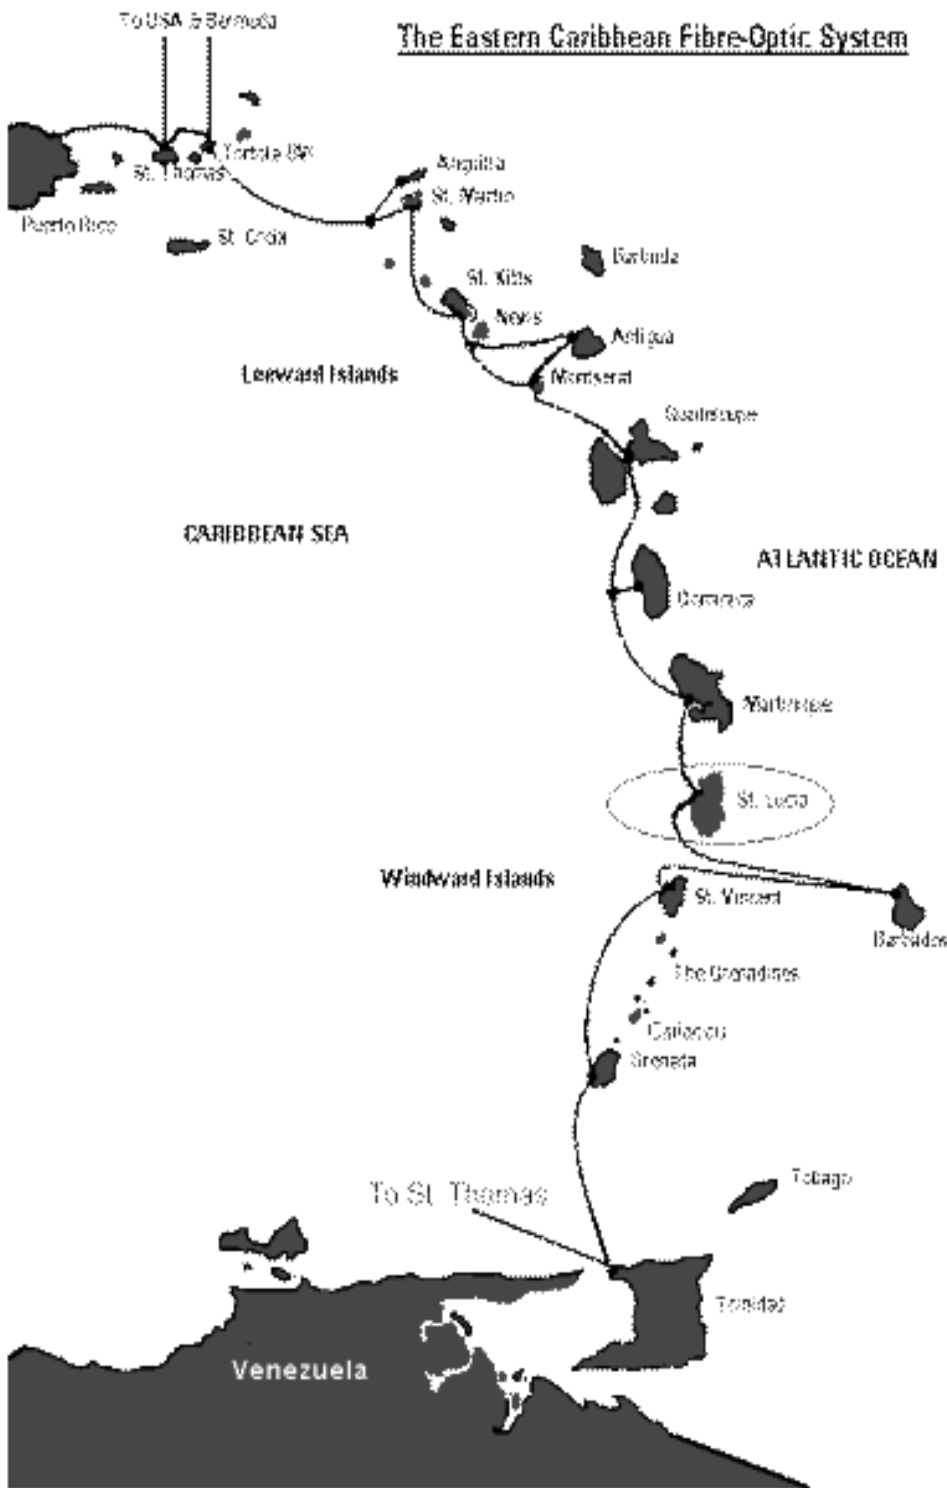 To USA & Bermuda
The Eastern Caribbean Fibre-Optic System
Tortola BVI
St. Thomas
Anguilla
St. Martin
Puerto Rico
St. Croix
Barbuda
St. Kitts
Nevis
Antigua
Leeward Islands
Montserrat
Guadeloupe
CARIBBEAN SEA
ATLANTIC OCEAN
Dominica
Martinique
St. Lucia
Windward Islands
St. Vincent
Barbados
The Grenadines
Cariacou
Grenada
Tobago
To St. Thomas
Trinidad
Venezuela